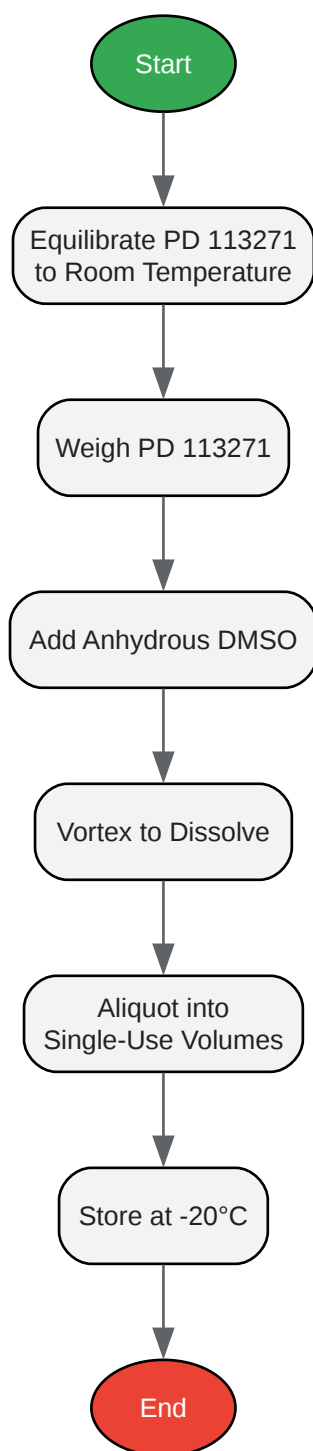 Start
Equilibrate PD 113271
to Room Temperature
Weigh PD 113271
Add Anhydrous DMSO
Vortex to Dissolve
Aliquot into
Single-Use Volumes
Store at -20°C
End